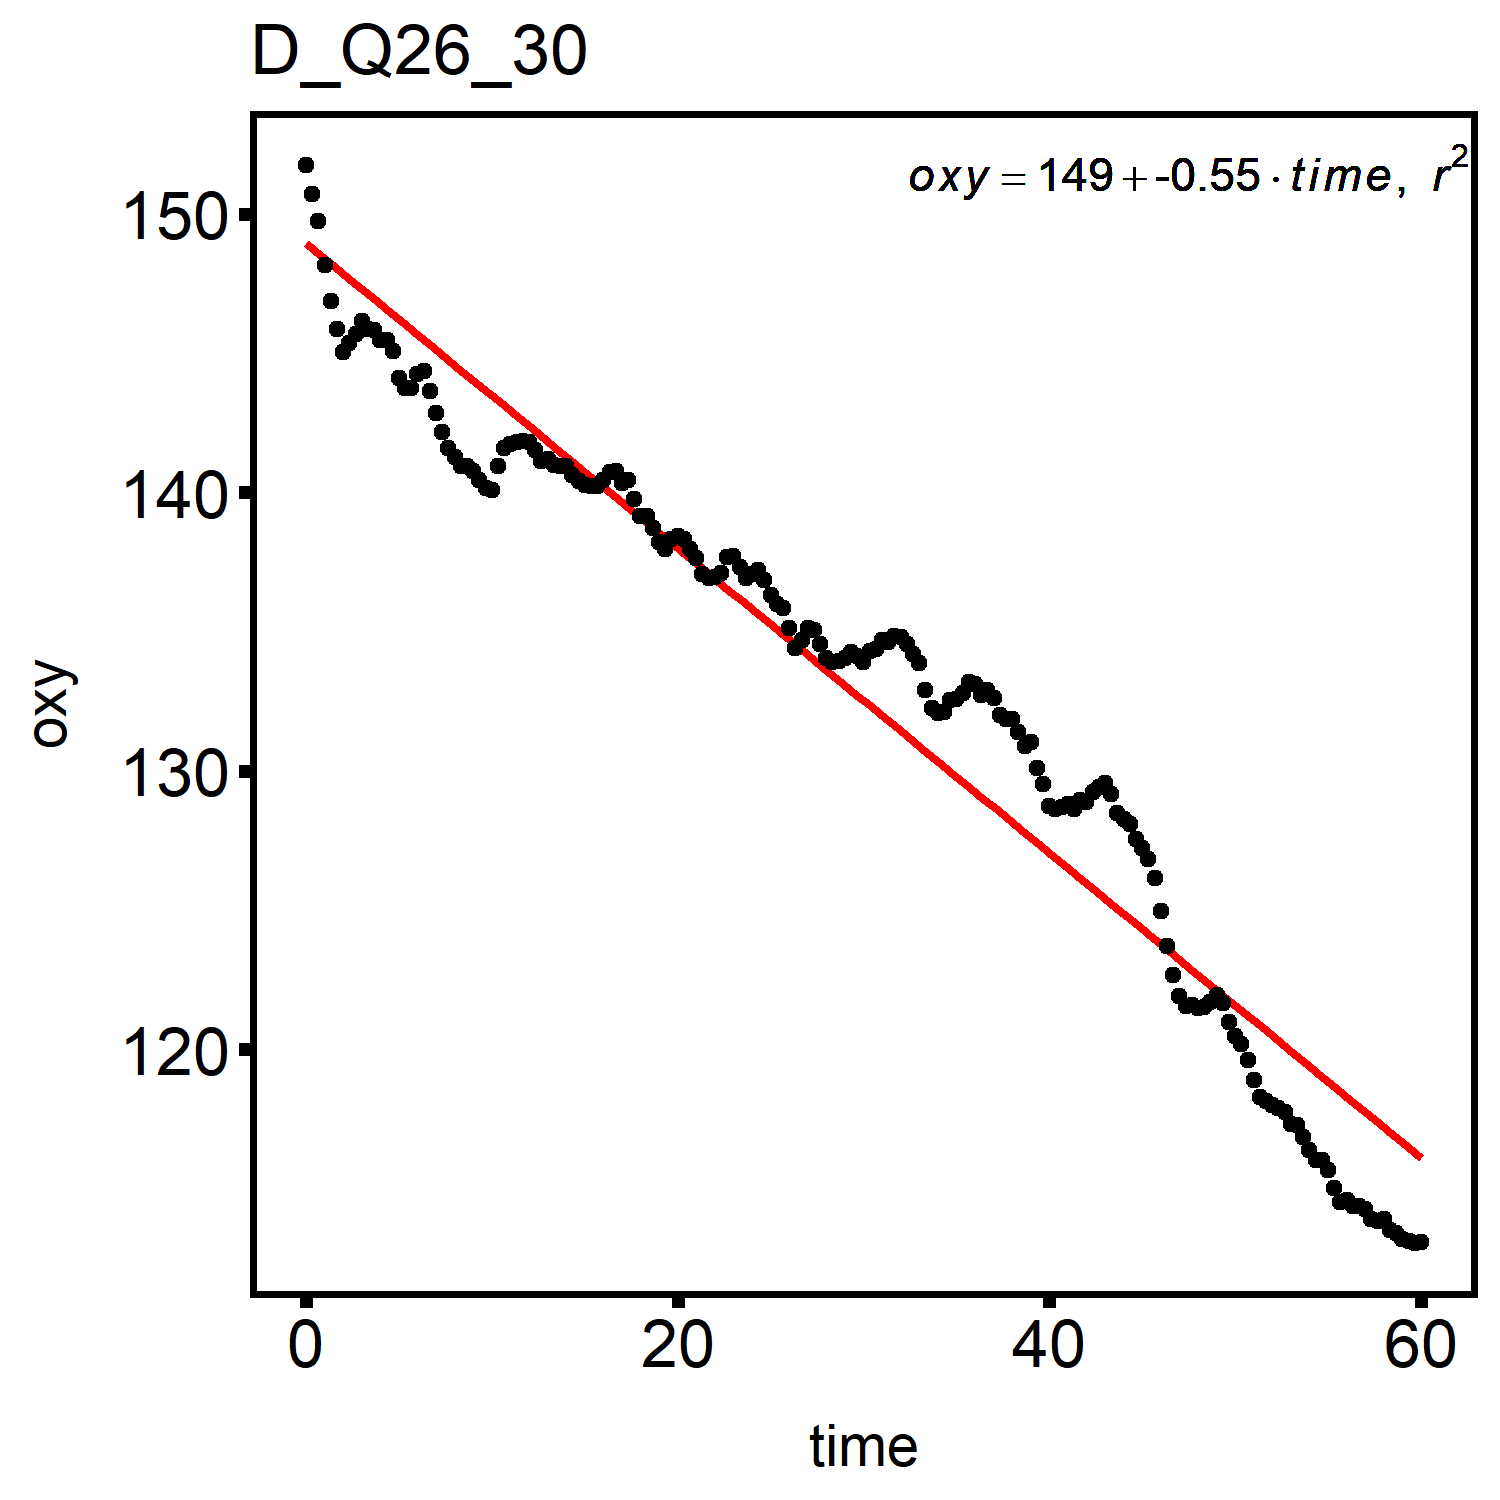 D_Q26_30
oxy = 149 + -0.55 · time, r²
150
140
130
120
oxy
0 20 40 60
time